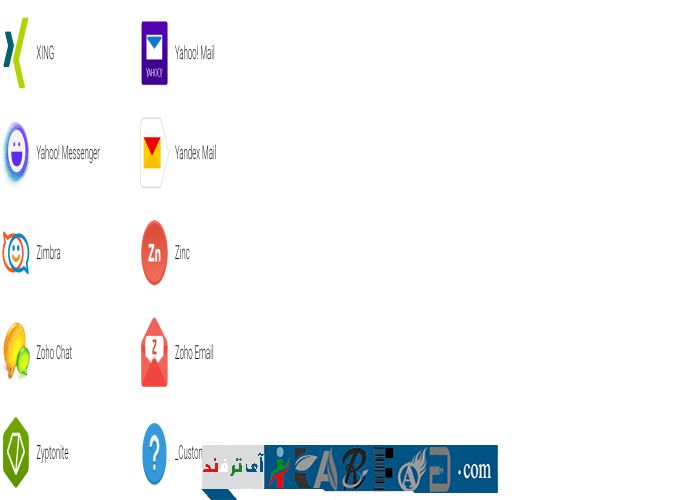 XING
Yahoo! Mail
YAHOO!
Yahoo! Messenger
Yandex Mail
Zimbra
Zn
Zinc
Zoho Chat
Z
Zoho Email
Zyptonite
?
_Custom
آی ترفند
.com